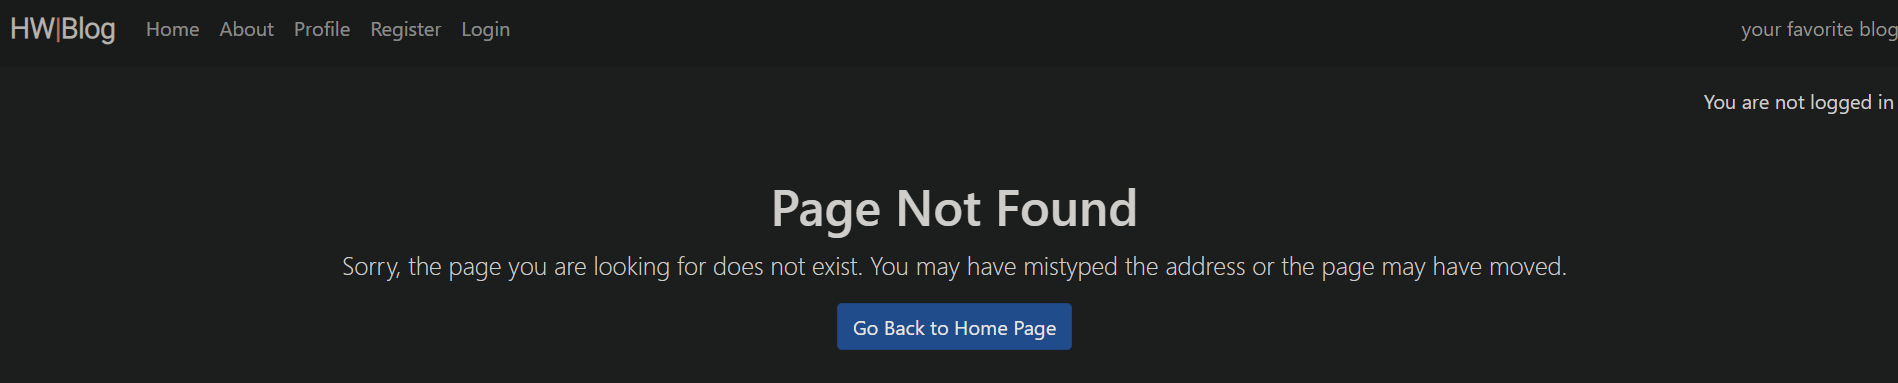 HW|Blog Home About Profile Register Login your favorite blog
You are not logged in
Page Not Found
Sorry, the page you are looking for does not exist. You may have mistyped the address or the page may have moved.
Go Back to Home Page